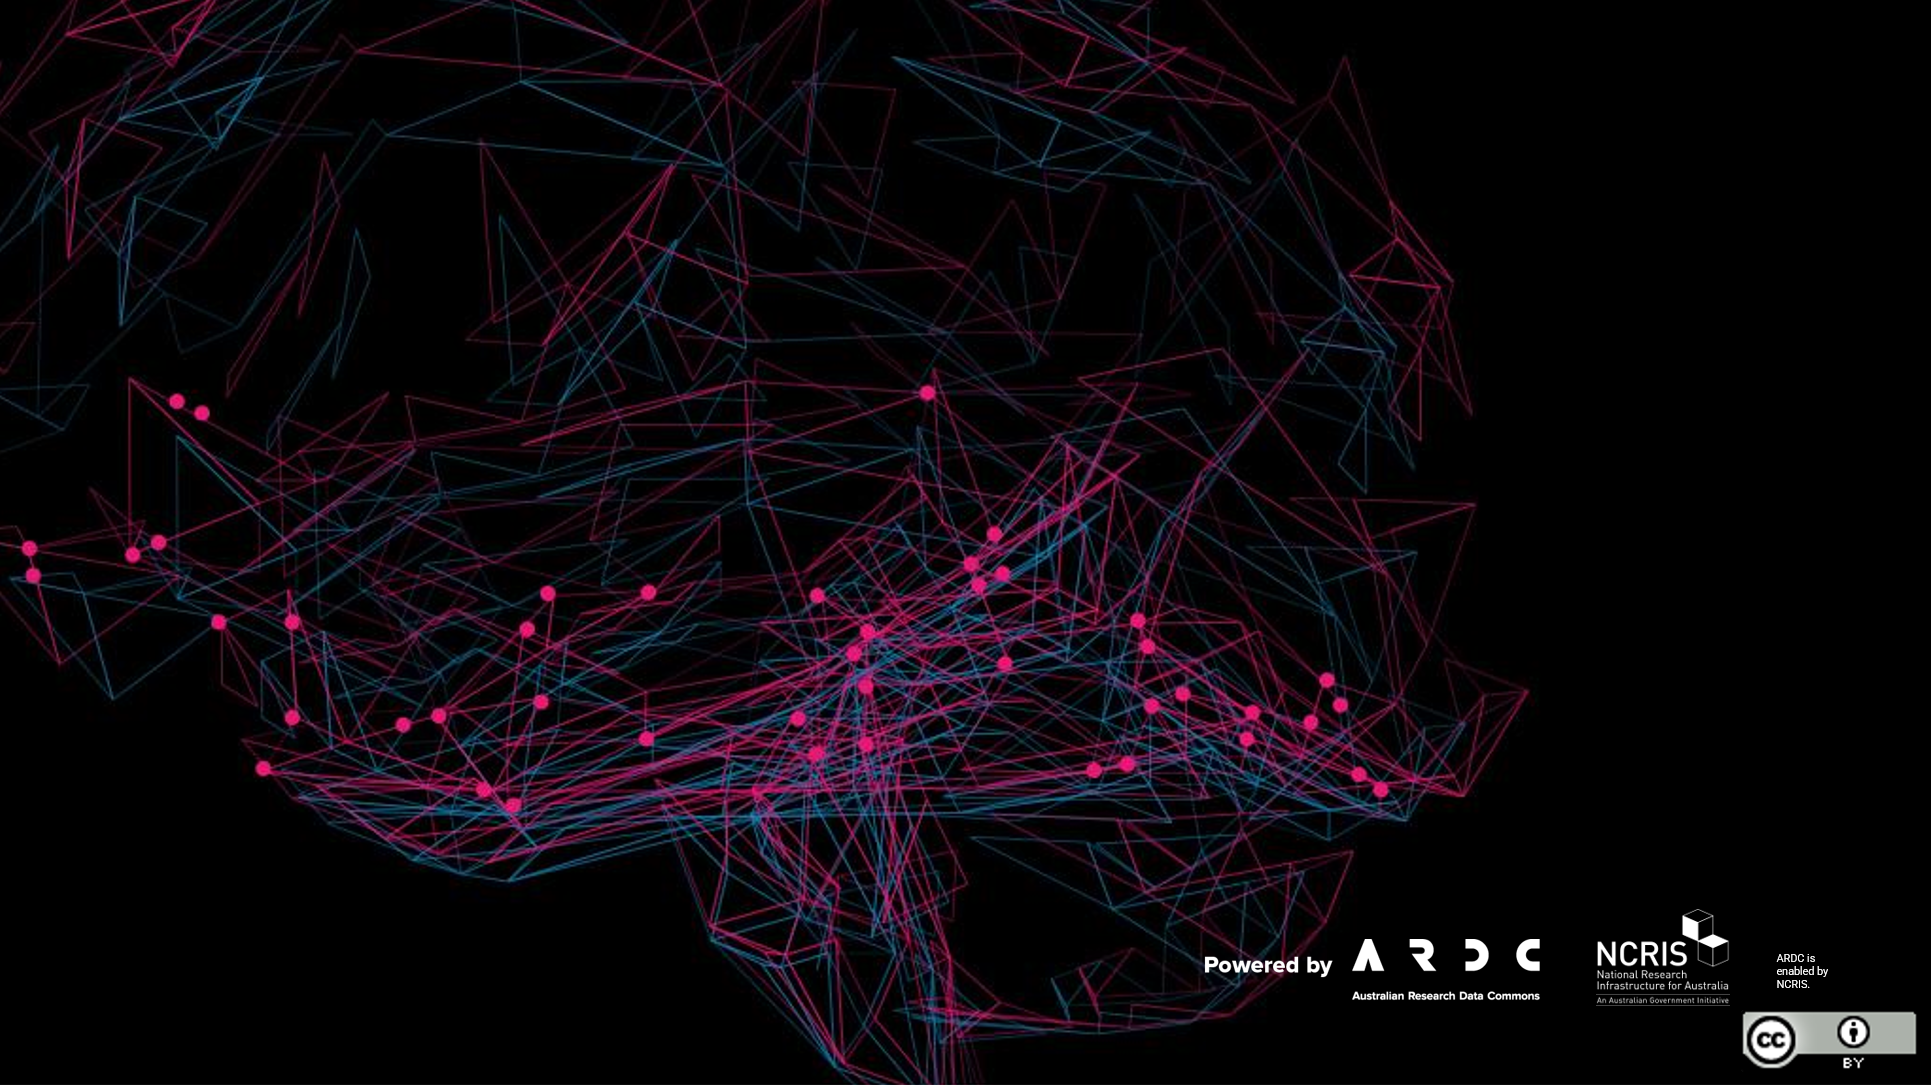 Powered by
ARDC
Australian Research Data Commons
NCRIS
National Research
Infrastructure for Australia
An Australian Government Initiative
ARDC is
enabled by
NCRIS.
CC
BY